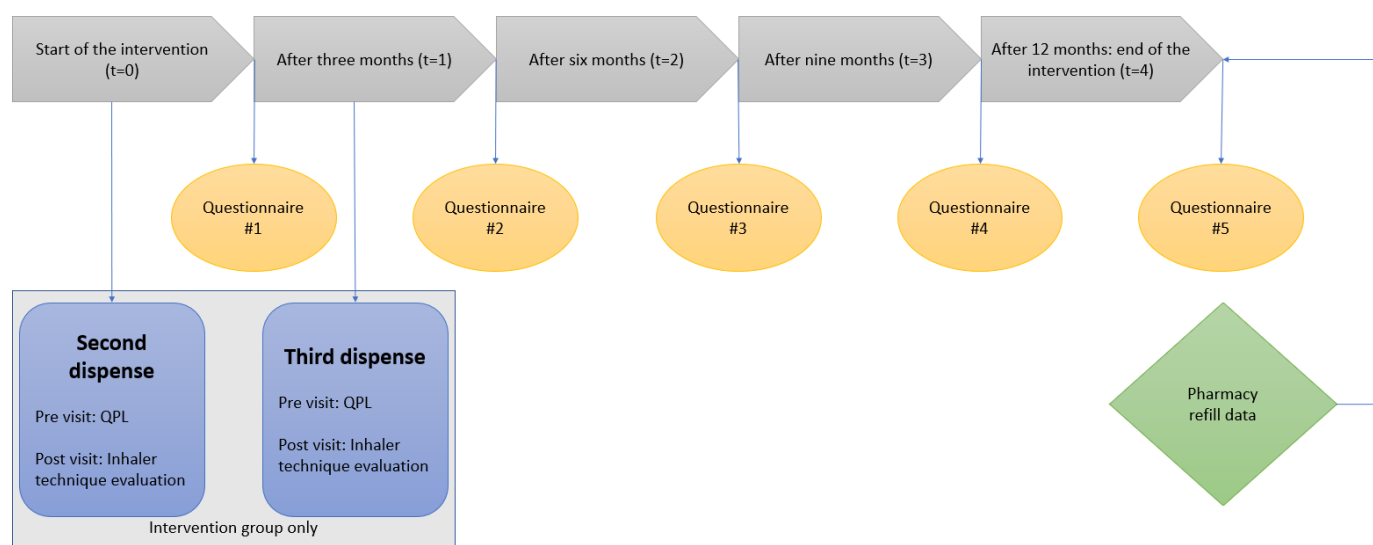 Start of the intervention
(t=0)
After three months (t=1)
After six months (t=2)
After nine months (t=3)
After 12 months: end of the
intervention (t=4)
Questionnaire
#1
Questionnaire
#2
Questionnaire
#3
Questionnaire
#4
Questionnaire
#5
Second
dispense
Pre visit: QPL
Post visit: Inhaler
technique evaluation
Third dispense
Pre visit: QPL
Post visit: Inhaler
technique evaluation
Intervention group only
Pharmacy
refill data